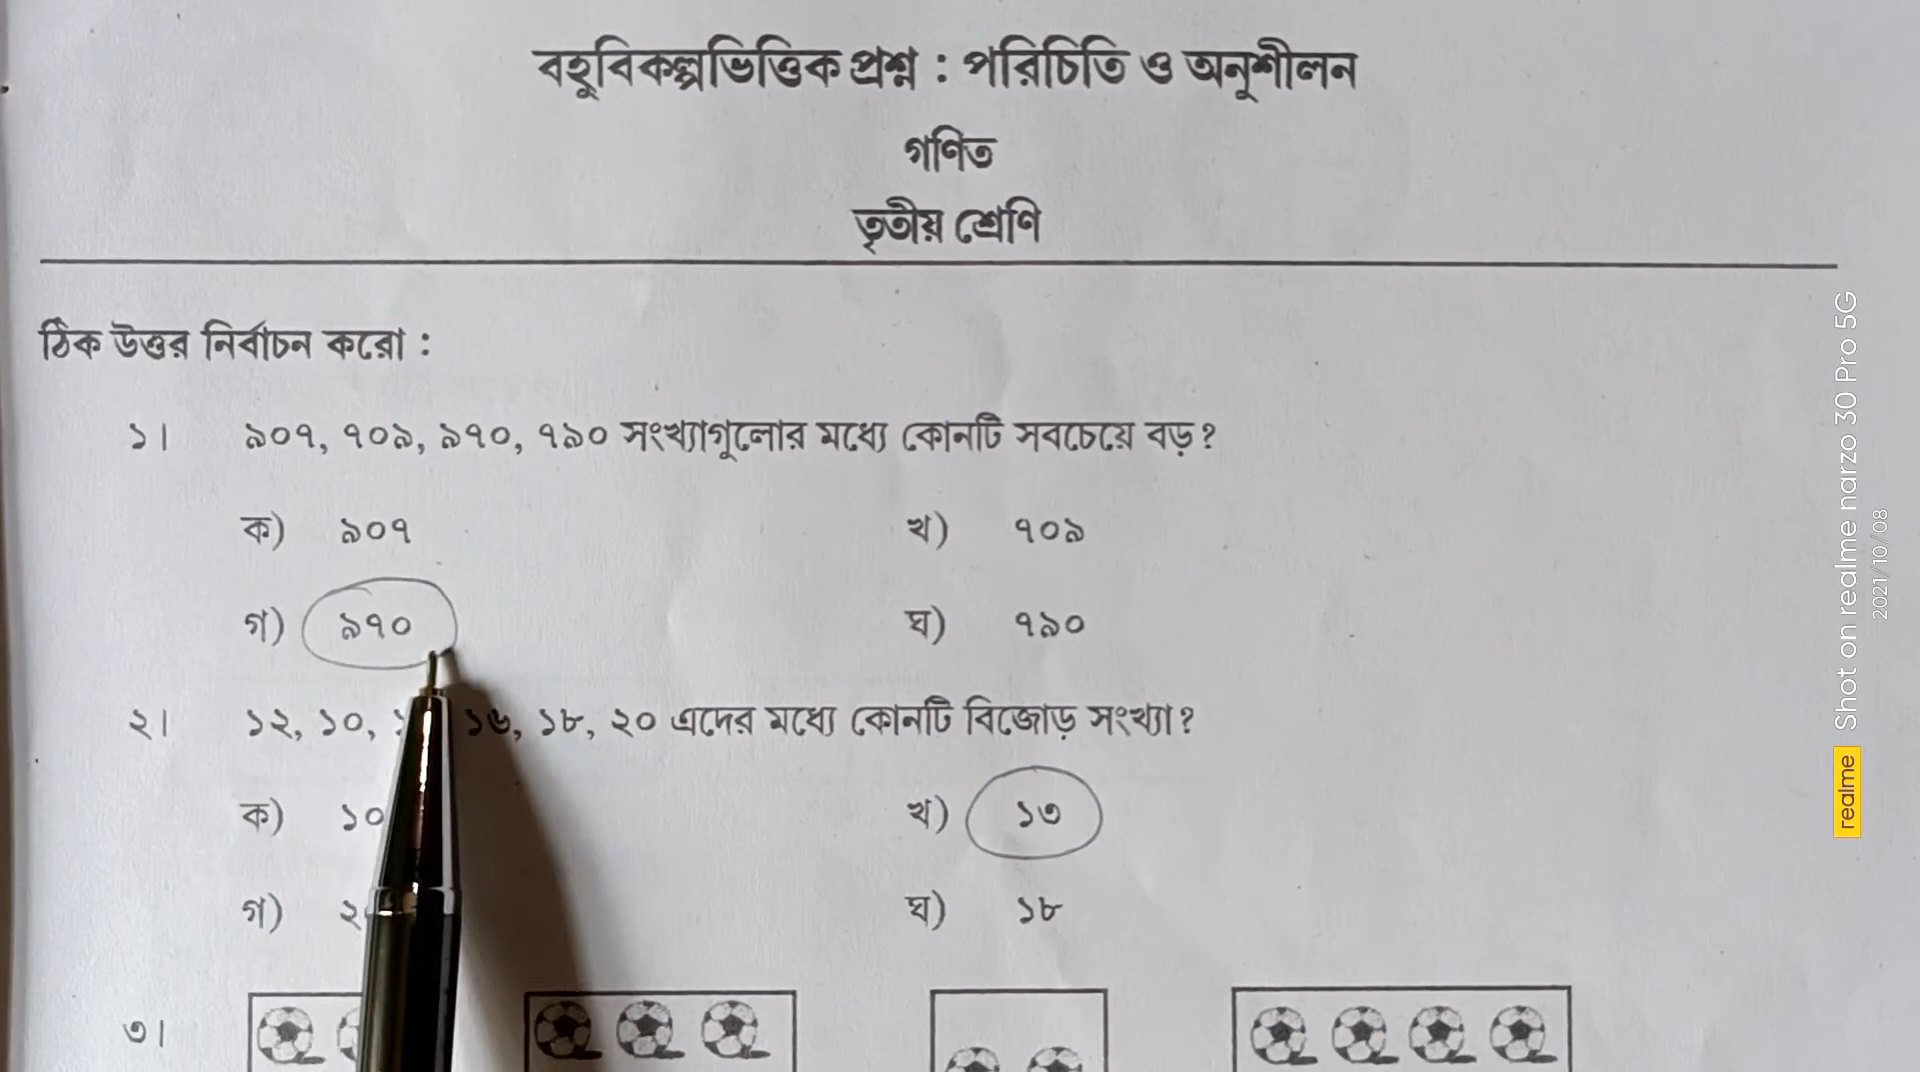 বহুবিকল্পভিত্তিক প্রশ্ন : পরিচিতি ও অনুশীলন
গণিত
তৃতীয় শ্রেণি
ঠিক উত্তর নির্বাচন করো :
১। ৯০৭, ৭০৯, ৯৭০, ৭৯০ সংখ্যাগুলোর মধ্যে কোনটি সবচেয়ে বড়?
ক) ৯০৭ খ) ৭০৯
গ) ৯৭০ ঘ) ৭৯০
২। ১২, ১০, ১৬, ১৮, ২০ এদের মধ্যে কোনটি বিজোড় সংখ্যা?
ক) ১০ খ) ১৩
গ) ঘ) ১৮
৩।
realme Shot on realme narzo 30 Pro 5G
2021/10/08